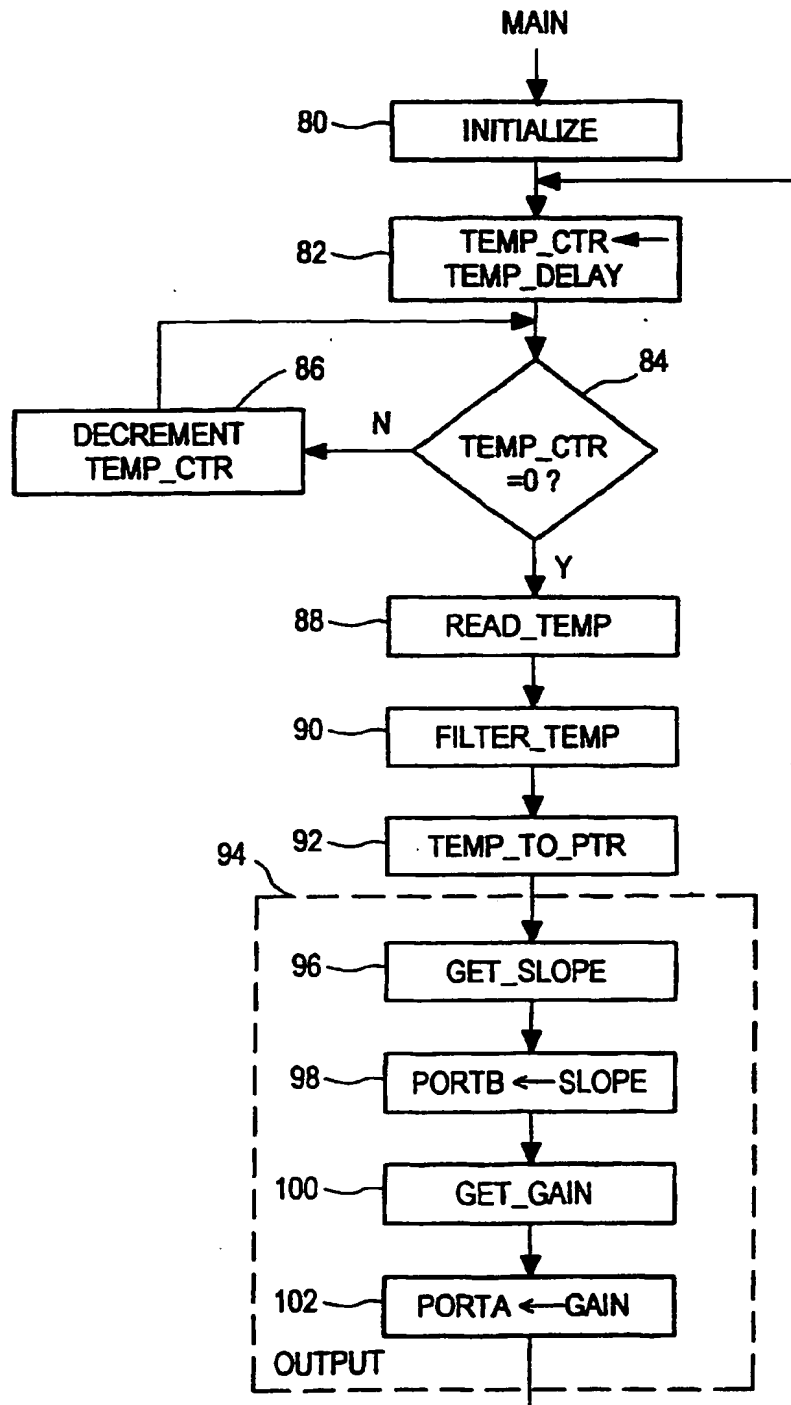 MAIN
80
INITIALIZE
82
TEMP_CTR ←
TEMP_DELAY
86
84
DECREMENT
TEMP_CTR
N
TEMP_CTR
=0 ?
Y
88
READ_TEMP
90
FILTER_TEMP
92
TEMP_TO_PTR
94
96
GET_SLOPE
98
PORTB ← SLOPE
100
GET_GAIN
102
PORTA ← GAIN
OUTPUT